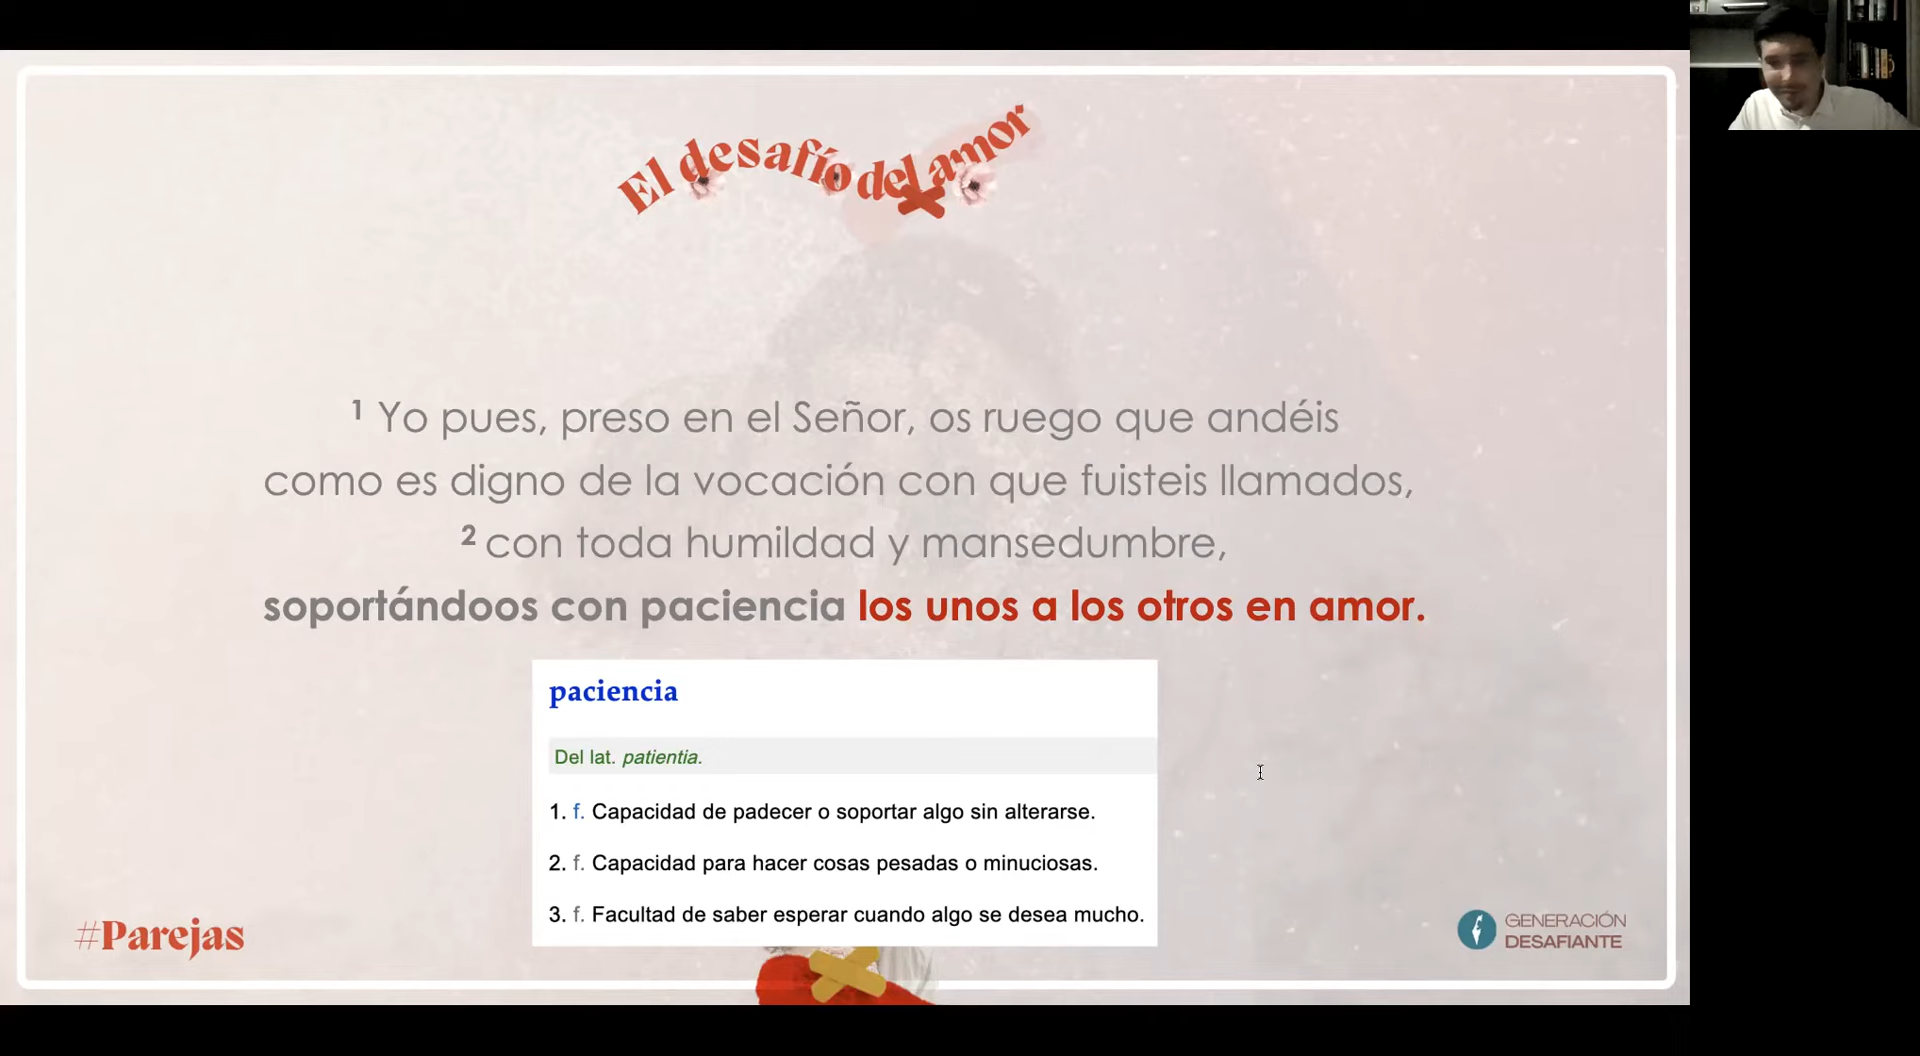 El desafío del amor
1 Yo pues, preso en el Señor, os ruego que andéis
como es digno de la vocación con que fuisteis llamados,
2 con toda humildad y mansedumbre,
soportándoos con paciencia los unos a los otros en amor.
paciencia
Del lat. patientia.
1. f. Capacidad de padecer o soportar algo sin alterarse.
2. f. Capacidad para hacer cosas pesadas o minuciosas.
3. f. Facultad de saber esperar cuando algo se desea mucho.
#Parejas
GENERACIÓN
DESAFIANTE